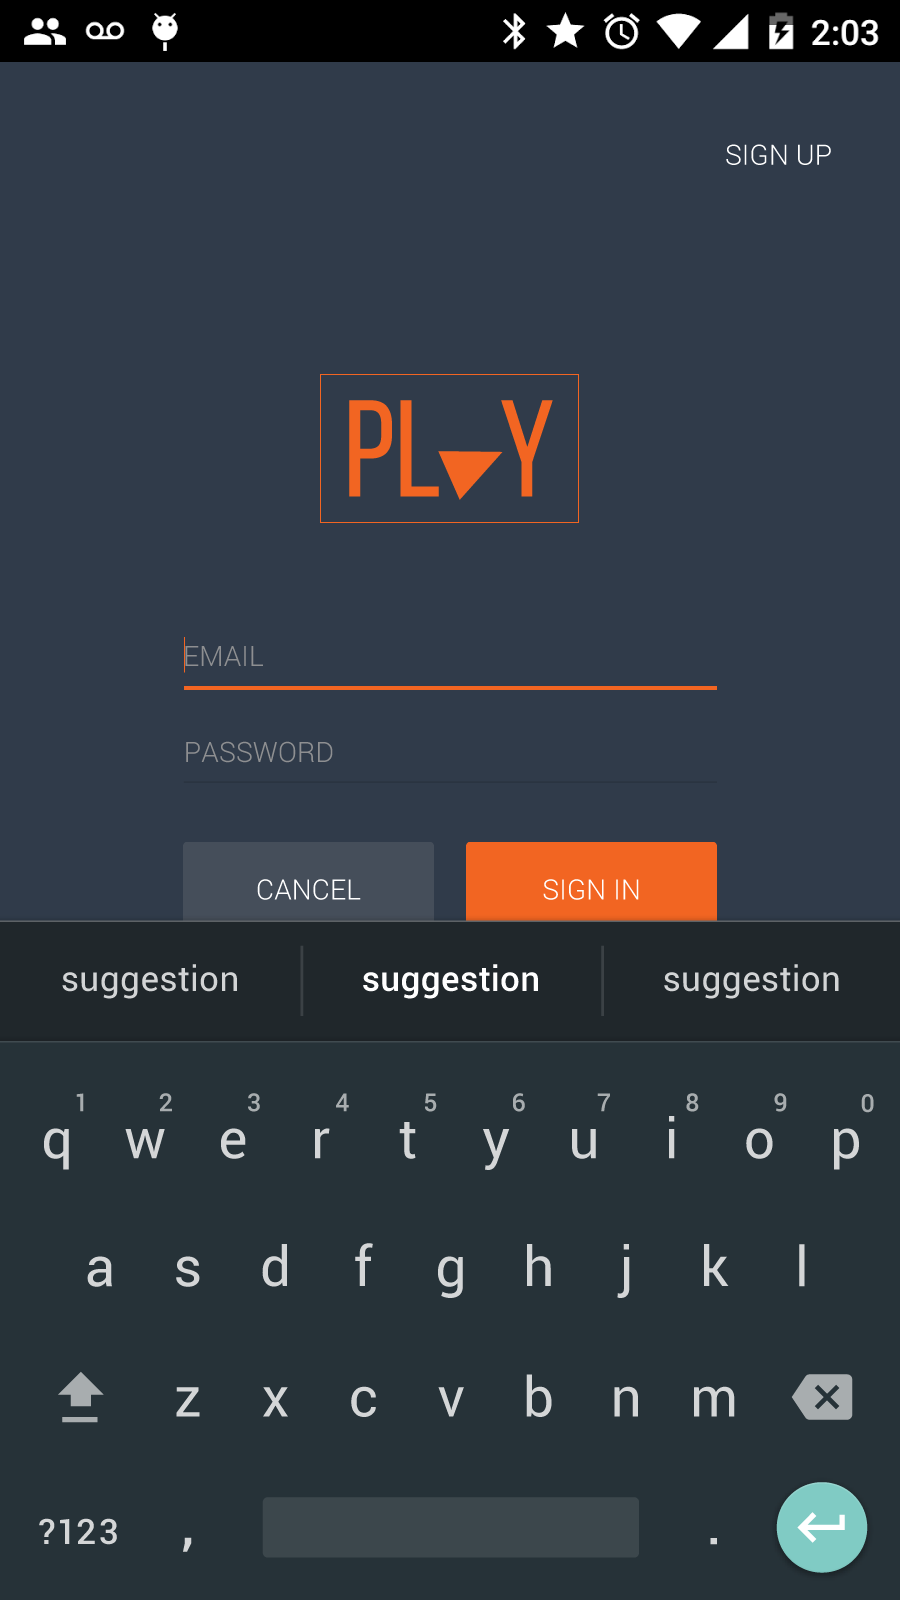 2:03
SIGN UP
PLAY
EMAIL
PASSWORD
CANCEL SIGN IN
suggestion suggestion suggestion
1 2 3 4 5 6 7 8 9 0
q w e r t y u i o p
a s d f g h j k l
z x c v b n m
?123 , .